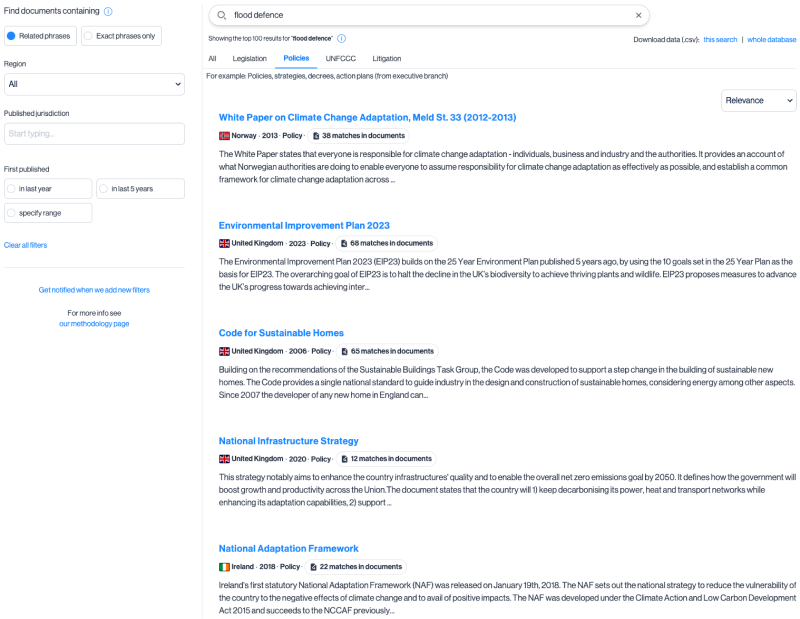 Find documents containing
Related phrases
Exact phrases only
Region
All
Published jurisdiction
Start typing...
First published
in last year
in last 5 years
specify range
Clear all filters
Get notified when we add new filters
For more info see
our methodology page
flood defence
Showing the top 100 results for "flood defence"
Download data (.csv): this search | whole database
All Legislation Policies UNFCCC Litigation
For example: Policies, strategies, decrees, action plans (from executive branch)
Relevance
White Paper on Climate Change Adaptation, Meld St. 33 (2012-2013)
Norway · 2013 · Policy · 38 matches in documents
The White Paper states that everyone is responsible for climate change adaptation - individuals, business and industry and the authorities. It provides an account of
what Norwegian authorities are doing to enable everyone to assume responsibility for climate change adaptation as effectively as possible, and establish a common
framework for climate change adaptation across ...
Environmental Improvement Plan 2023
United Kingdom · 2023 · Policy · 68 matches in documents
The Environmental Improvement Plan 2023 (EIP23) builds on the 25 Year Environment Plan published 5 years ago, by using the 10 goals set in the 25 Year Plan as the
basis for EIP23. The overarching goal of EIP23 is to halt the decline in the UK's biodiversity to achieve thriving plants and wildlife. EIP23 proposes measures to advance
the UK's progress towards achieving inter...
Code for Sustainable Homes
United Kingdom · 2006 · Policy · 65 matches in documents
Building on the recommendations of the Sustainable Buildings Task Group, the Code was developed to support a step change in the building of sustainable new
homes. The Code provides a single national standard to guide industry in the design and construction of sustainable homes, considering energy among other aspects.
Since 2007 the developer of any new home in England can...
National Infrastructure Strategy
United Kingdom · 2020 · Policy · 12 matches in documents
This strategy notably aims to enhance the country infrastructures' quality and to enable the overall net zero emissions goal by 2050. It defines how the government will
boost growth and productivity across the Union.The document states that the country will 1) keep decarbonising its power, heat and transport networks while
enhancing its adaptation capabilities, 2) support ...
National Adaptation Framework
Ireland · 2018 · Policy · 22 matches in documents
Ireland's first statutory National Adaptation Framework (NAF) was released on January 19th, 2018. The NAF sets out the national strategy to reduce the vulnerability of
the country to the negative effects of climate change and to avail of positive impacts. The NAF was developed under the Climate Action and Low Carbon Development
Act 2015 and succeeds to the NCCAF previously...